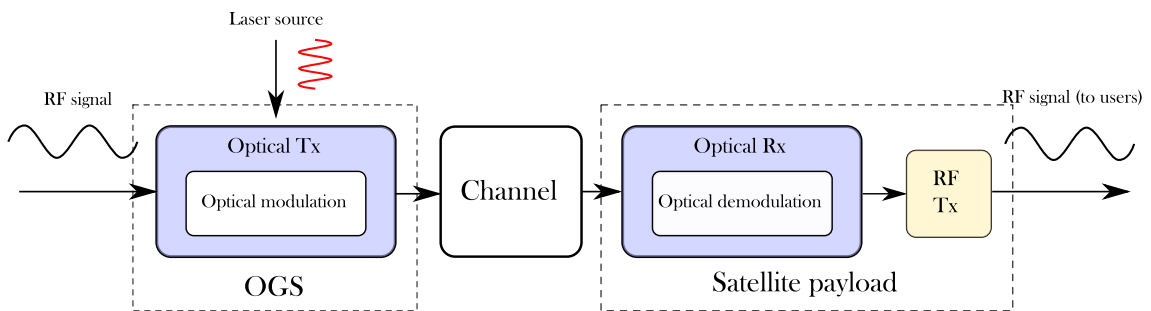 Laser source
RF signal
RF signal (to users)
Optical Tx
Optical modulation
OGS
Channel
Optical Rx
Optical demodulation
RF
Tx
Satellite payload